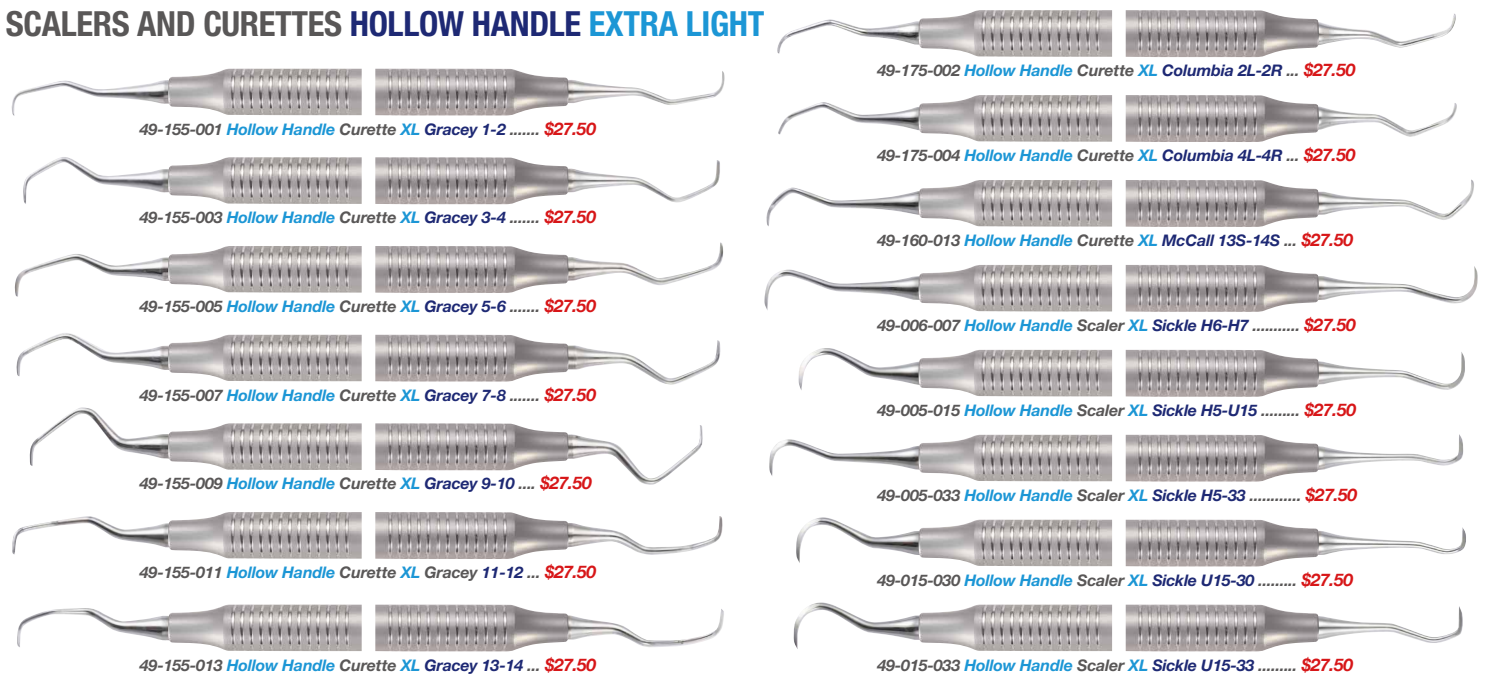 SCALERS AND CURETTES HOLLOW HANDLE EXTRA LIGHT
49-155-001 Hollow Handle Curette XL Gracey 1-2 ....... $27.50
49-155-003 Hollow Handle Curette XL Gracey 3-4 ....... $27.50
49-155-005 Hollow Handle Curette XL Gracey 5-6 ....... $27.50
49-155-007 Hollow Handle Curette XL Gracey 7-8 ....... $27.50
49-155-009 Hollow Handle Curette XL Gracey 9-10 .... $27.50
49-155-011 Hollow Handle Curette XL Gracey 11-12 ... $27.50
49-155-013 Hollow Handle Curette XL Gracey 13-14 ... $27.50
49-175-002 Hollow Handle Curette XL Columbia 2L-2R ... $27.50
49-175-004 Hollow Handle Curette XL Columbia 4L-4R ... $27.50
49-160-013 Hollow Handle Curette XL McCall 13S-14S ... $27.50
49-006-007 Hollow Handle Scaler XL Sickle H6-H7 ........... $27.50
49-005-015 Hollow Handle Scaler XL Sickle H5-U15 ......... $27.50
49-005-033 Hollow Handle Scaler XL Sickle H5-33 ............ $27.50
49-015-030 Hollow Handle Scaler XL Sickle U15-30 ......... $27.50
49-015-033 Hollow Handle Scaler XL Sickle U15-33 ......... $27.50